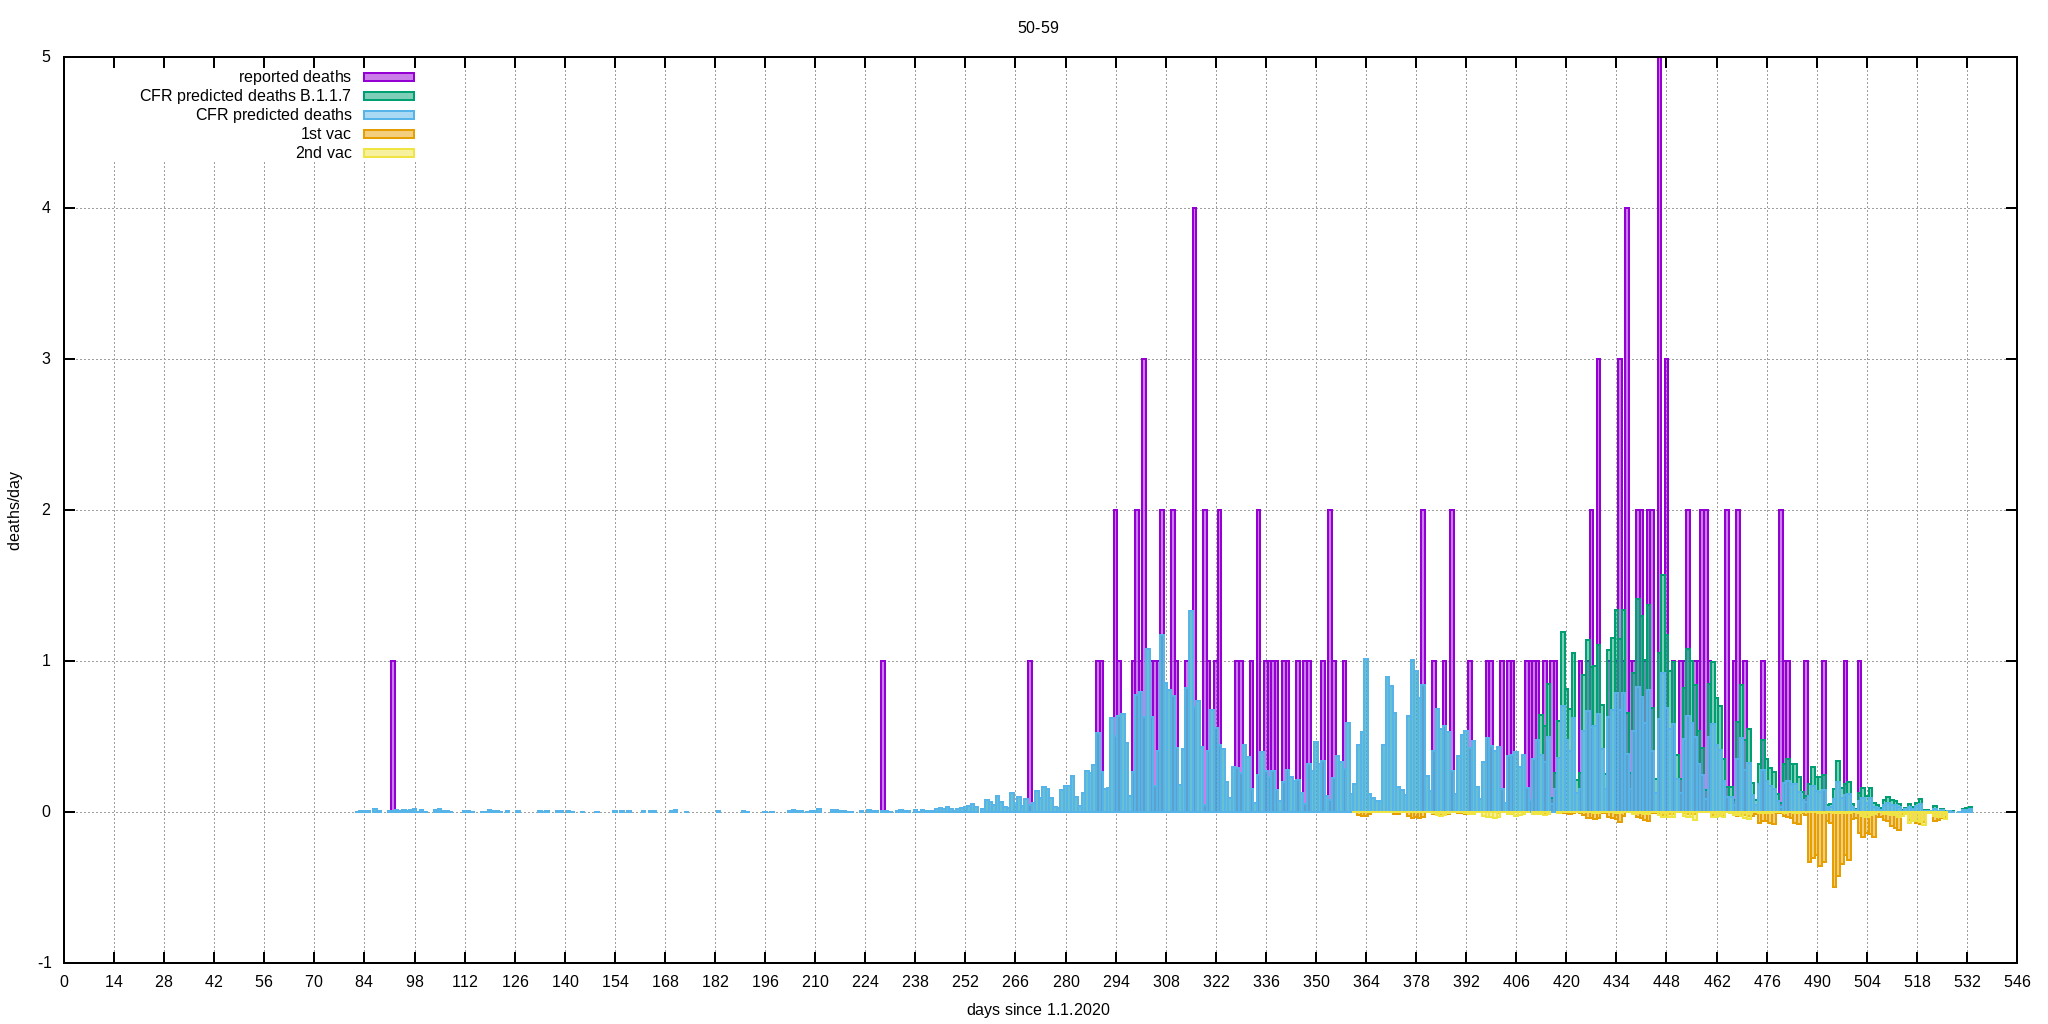 50-59
reported deaths
CFR predicted deaths B.1.1.7
CFR predicted deaths
1st vac
2nd vac
5
4
3
2
1
0
-1
deaths/day
0 14 28 42 56 70 84 98 112 126 140 154 168 182 196 210 224 238 252 266 280 294 308 322 336 350 364 378 392 406 420 434 448 462 476 490 504 518 532 546
days since 1.1.2020